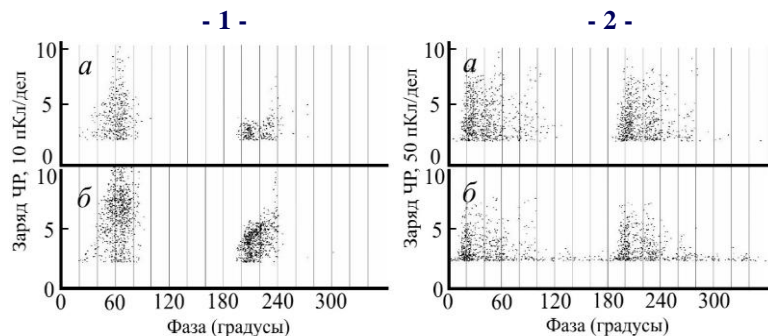 - 1 -
- 2 -
Заряд ЧР, 10 пКл/дел
10
а
5
0
10
б
5
0
0 60 120 180 240 300
Фаза (градусы)
Заряд ЧР, 50 пКл/дел
10
а
5
0
10
б
5
0
0 60 120 180 240 300
Фаза (градусы)